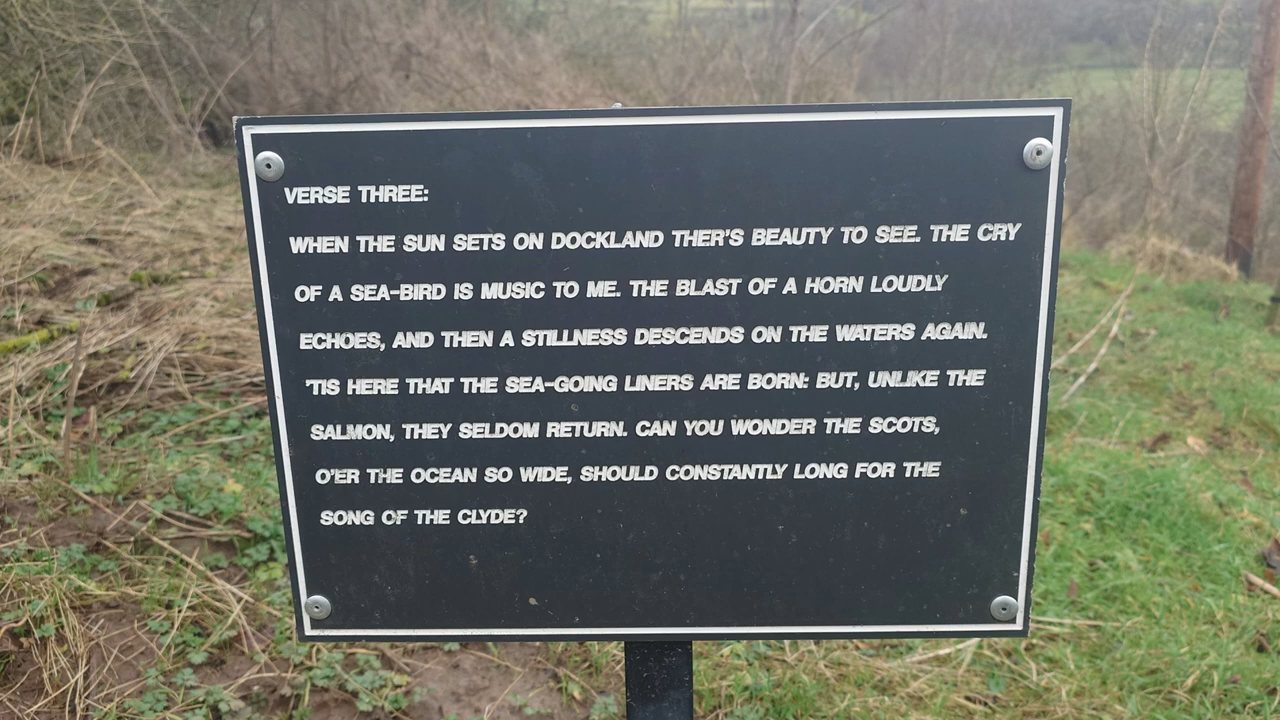 VERSE THREE:
WHEN THE SUN SETS ON DOCKLAND THER'S BEAUTY TO SEE. THE CRY
OF A SEA-BIRD IS MUSIC TO ME. THE BLAST OF A HORN LOUDLY
ECHOES, AND THEN A STILLNESS DESCENDS ON THE WATERS AGAIN.
'TIS HERE THAT THE SEA-GOING LINERS ARE BORN: BUT, UNLIKE THE
SALMON, THEY SELDOM RETURN. CAN YOU WONDER THE SCOTS,
O'ER THE OCEAN SO WIDE, SHOULD CONSTANTLY LONG FOR THE
SONG OF THE CLYDE?